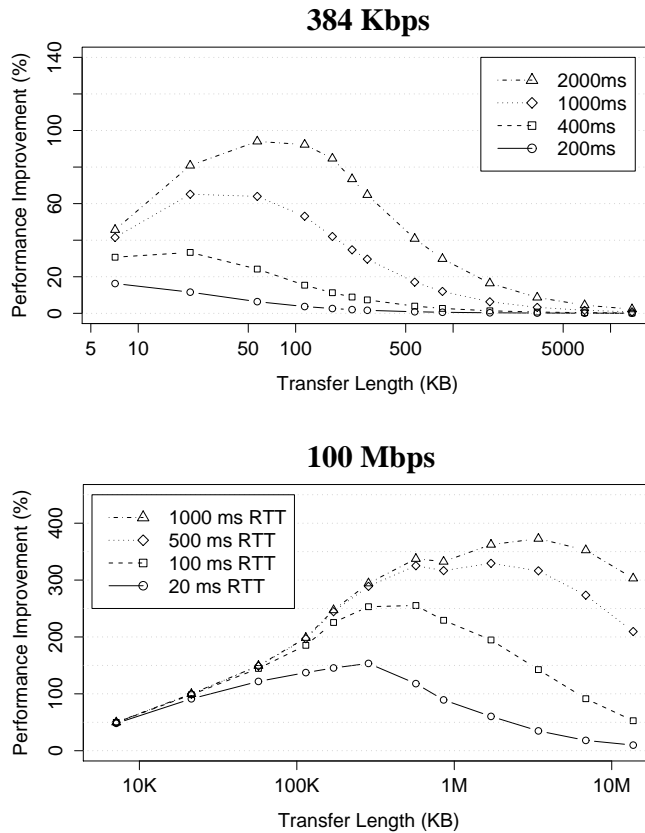 384 Kbps
Performance Improvement (%)
140
100
60
20
0
2000ms
1000ms
400ms
200ms
5 10 50 100 500 5000
Transfer Length (KB)
100 Mbps
Performance Improvement (%)
400
300
200
100
0
1000 ms RTT
500 ms RTT
100 ms RTT
20 ms RTT
10K 100K 1M 10M
Transfer Length (KB)